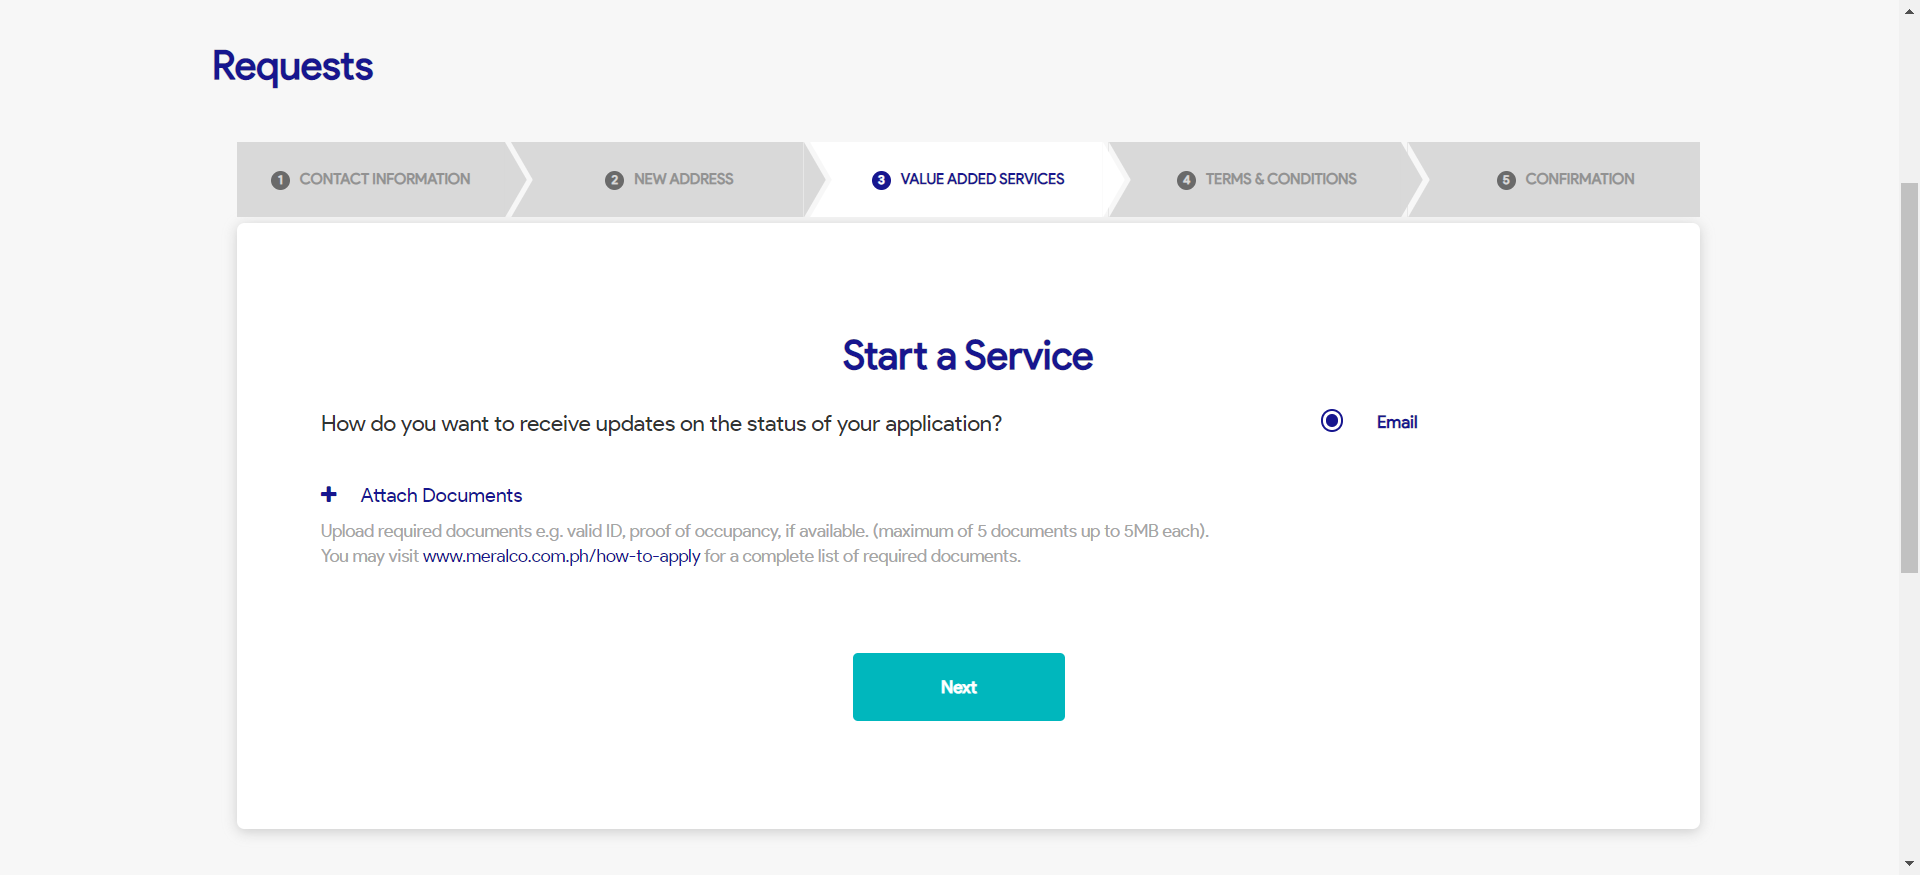 Requests
1 CONTACT INFORMATION
2 NEW ADDRESS
3 VALUE ADDED SERVICES
4 TERMS & CONDITIONS
5 CONFIRMATION
Start a Service
How do you want to receive updates on the status of your application?
Email
+ Attach Documents
Upload required documents e.g. valid ID, proof of occupancy, if available. (maximum of 5 documents up to 5MB each).
You may visit www.meralco.com.ph/how-to-apply for a complete list of required documents.
Next